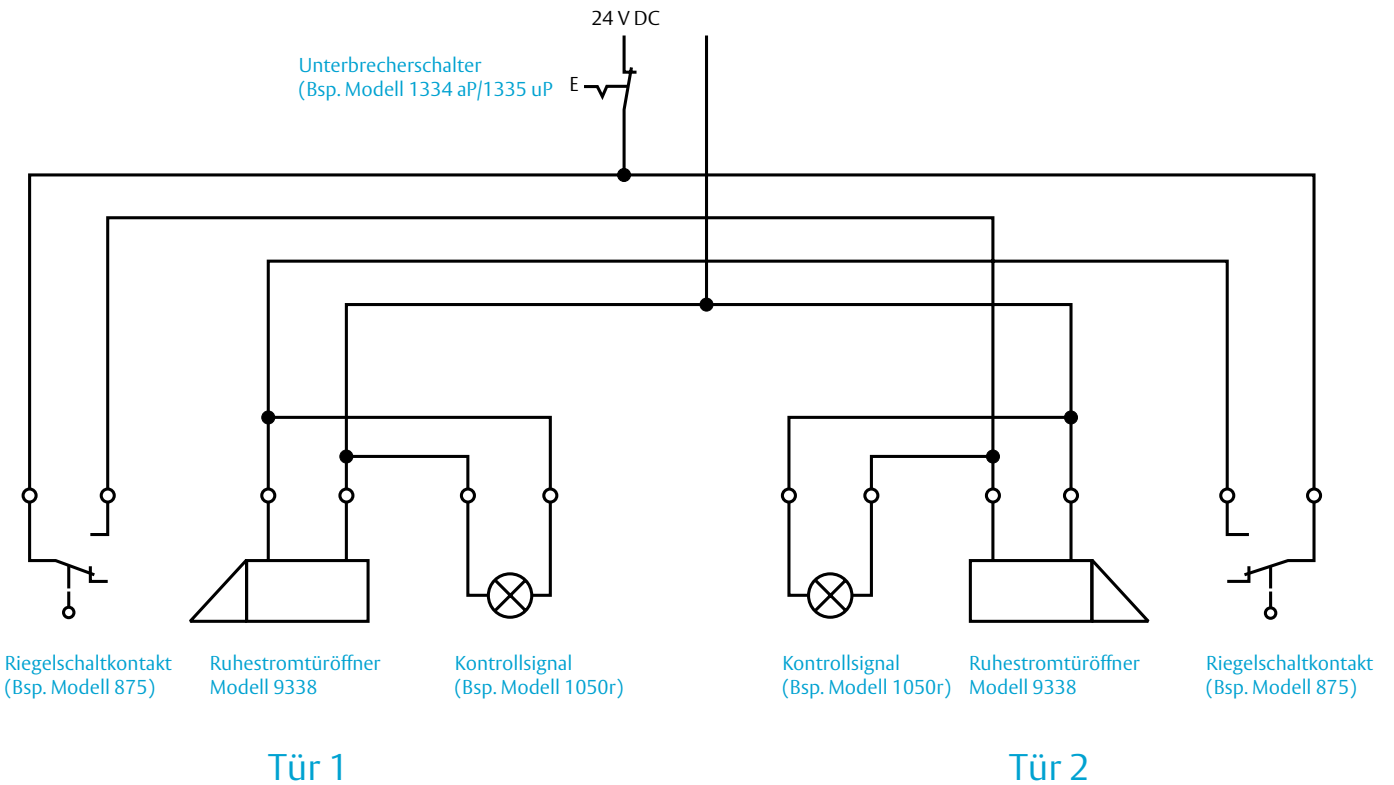 24 V DC
Unterbrecherschalter
(Bsp. Modell 1334 aP/1335 uP
E
Riegelschaltkontakt
(Bsp. Modell 875)
Ruhestromtüröffner
Modell 9338
Kontrollsignal
(Bsp. Modell 1050r)
Kontrollsignal
(Bsp. Modell 1050r)
Ruhestromtüröffner
Modell 9338
Riegelschaltkontakt
(Bsp. Modell 875)
Tür 1
Tür 2